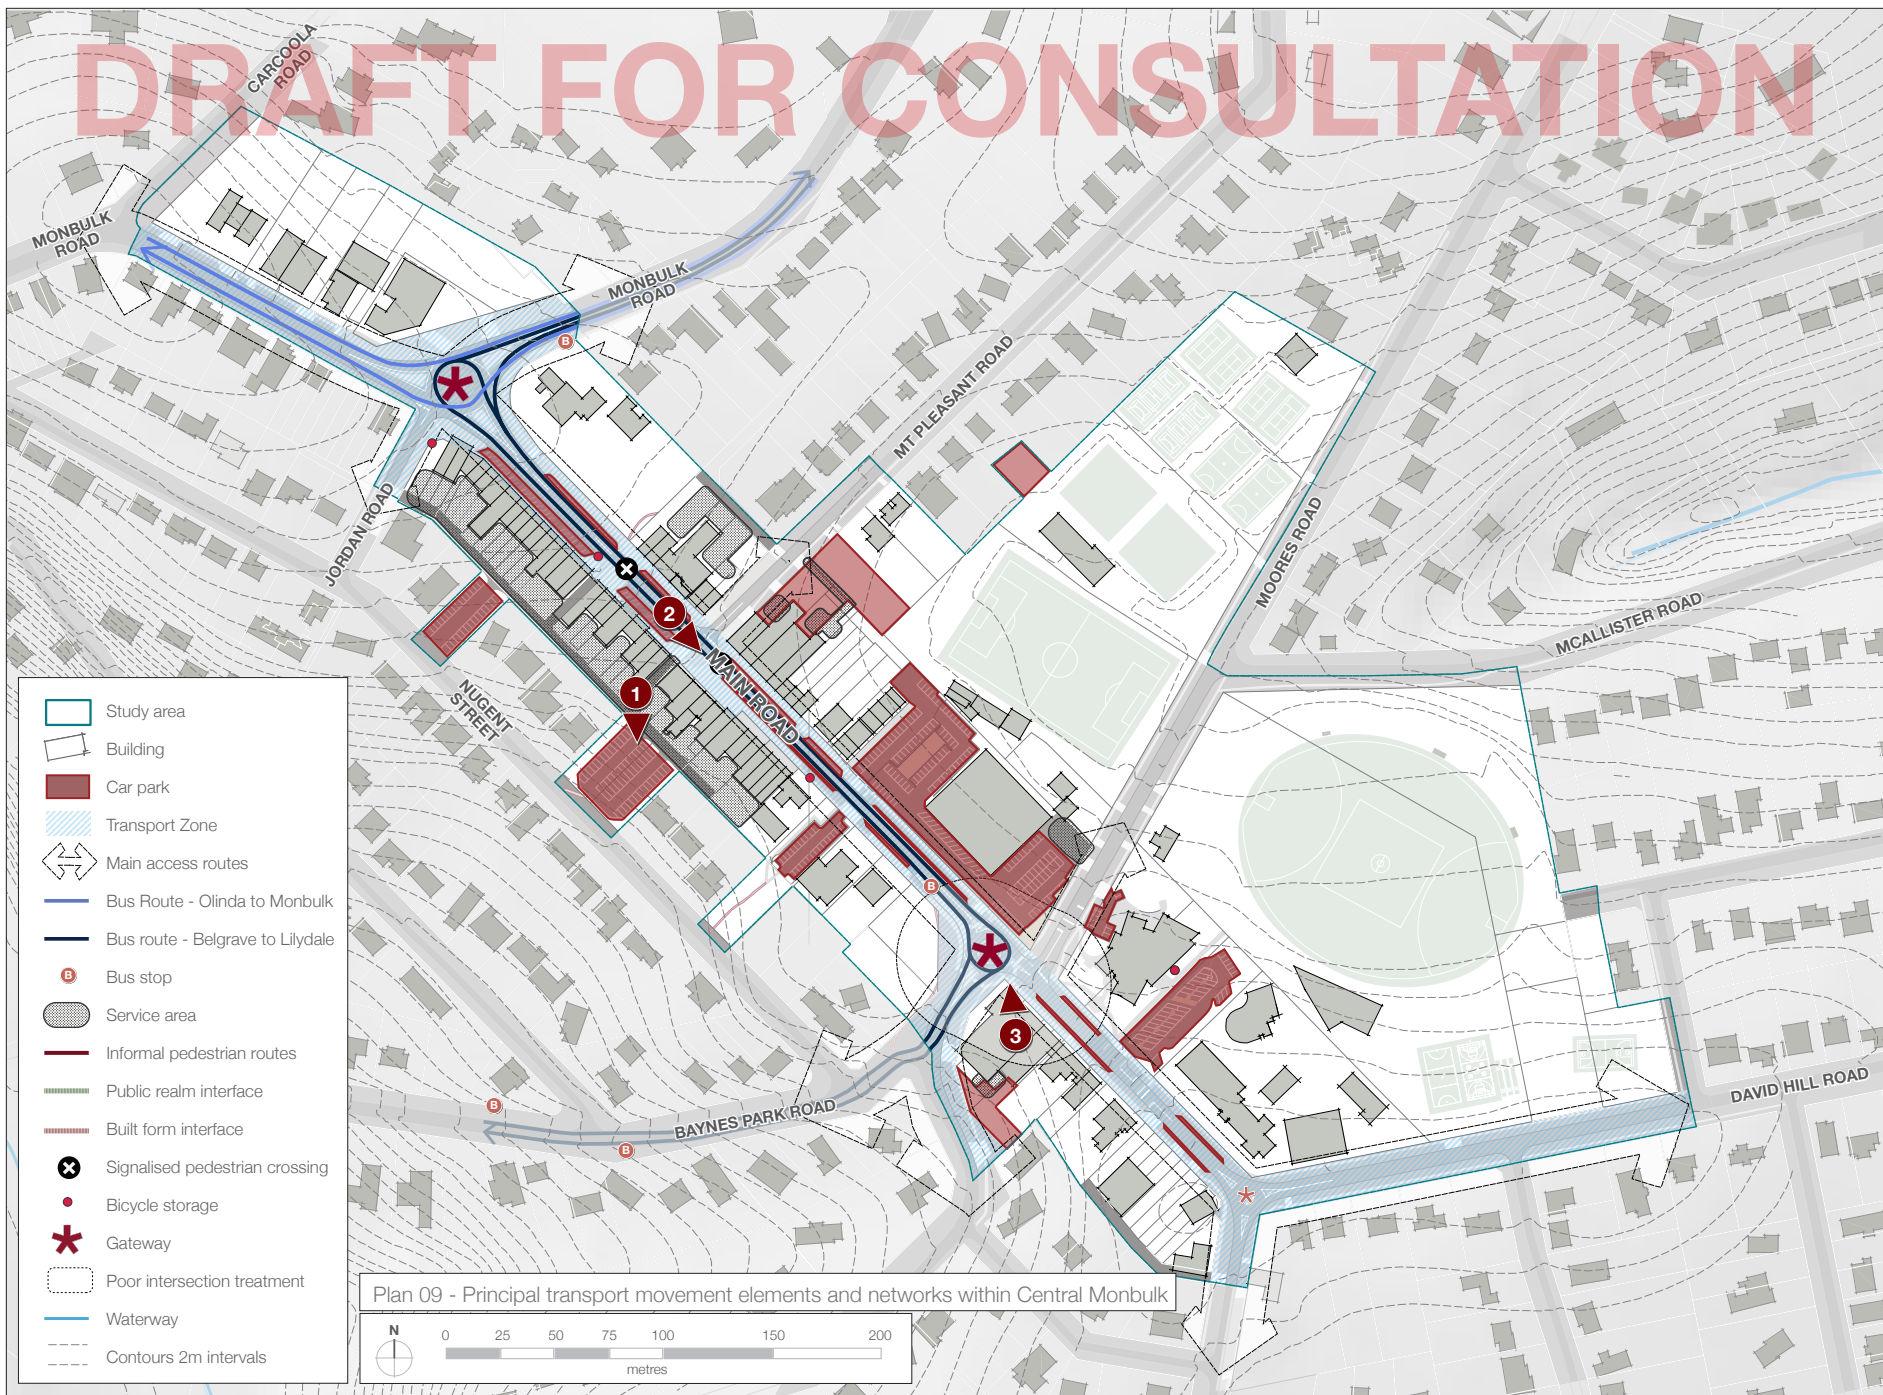 DRAFT FOR CONSULTATION
CARCOOLA
ROAD
MONBULK
ROAD
MONBULK
ROAD
MT PLEASANT ROAD
JORDAN ROAD
MOORES ROAD
MCALLISTER ROAD
NUGENT
STREET
MAIN ROAD
BAYNES PARK ROAD
DAVID HILL ROAD
1
2
3
B
B
B
B
Study area
Building
Car park
Transport Zone
Main access routes
Bus Route - Olinda to Monbulk
Bus route - Belgrave to Lilydale
B Bus stop
Service area
Informal pedestrian routes
Public realm interface
Built form interface
Signalised pedestrian crossing
Bicycle storage
Gateway
Poor intersection treatment
Waterway
Contours 2m intervals
Plan 09 - Principal transport movement elements and networks within Central Monbulk
N
0 25 50 75 100 150 200
metres